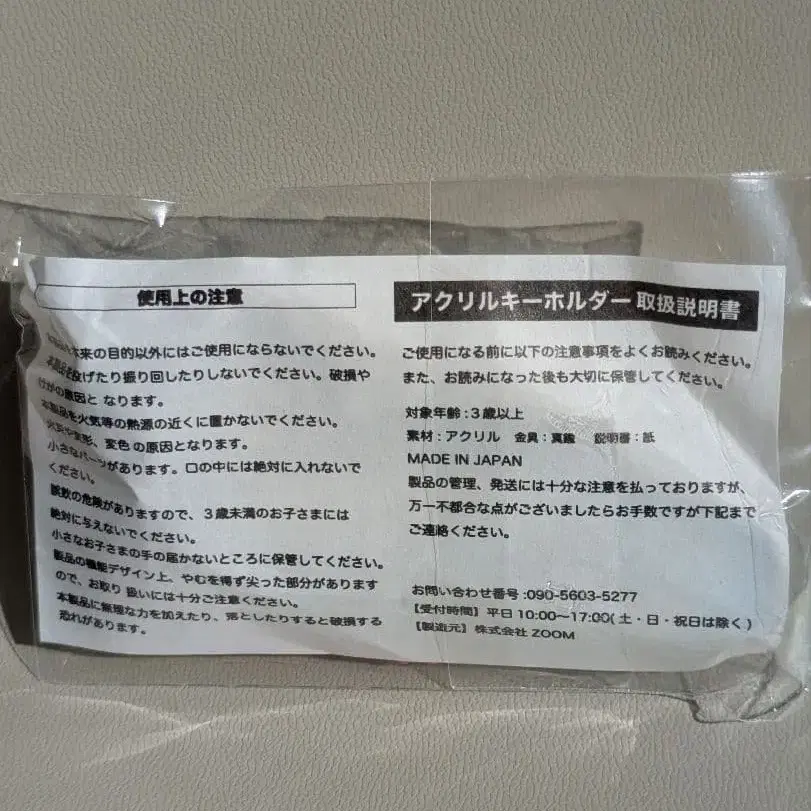 使用上の注意
本来の目的以外にはご使用にならないでください。
本製品を投げたり振り回したりしないでください。破損や
けがの原因と なります。
本製品を火気等の熱源の近くに置かないでください。
火災や変形、変色 の原因となります。
小さなパーツがあります。口の中には絶対に入れないで
ください。
誤飲の危険がありますので、3歳未満のお子さまには
絶対に与えないでください。
小さなお子さまの手の届かないところに保管してください。
製品の機能デザイン上、やむを得ず尖った部分があります
ので、お取り 扱いには十分ご注意ください。
本製品に無理な力を加えたり、落としたりすると破損する
恐れがあります。
アクリルキーホルダー取扱説明書
ご使用になる前に以下の注意事項をよくお読みください。
また、お読みになった後も大切に保管してください。
対象年齢:3歳以上
素材:アクリル 金具:真鍮 説明書:紙
MADE IN JAPAN
製品の管理、発送には十分な注意を払っておりますが、
万一不都合な点がございましたらお手数ですが下記まで
ご連絡ください。
お問い合わせ番号:090-5603-5277
【受付時間】平日10:00～17:00(土・日・祝日は除く)
【製造元】株式会社ZOOM